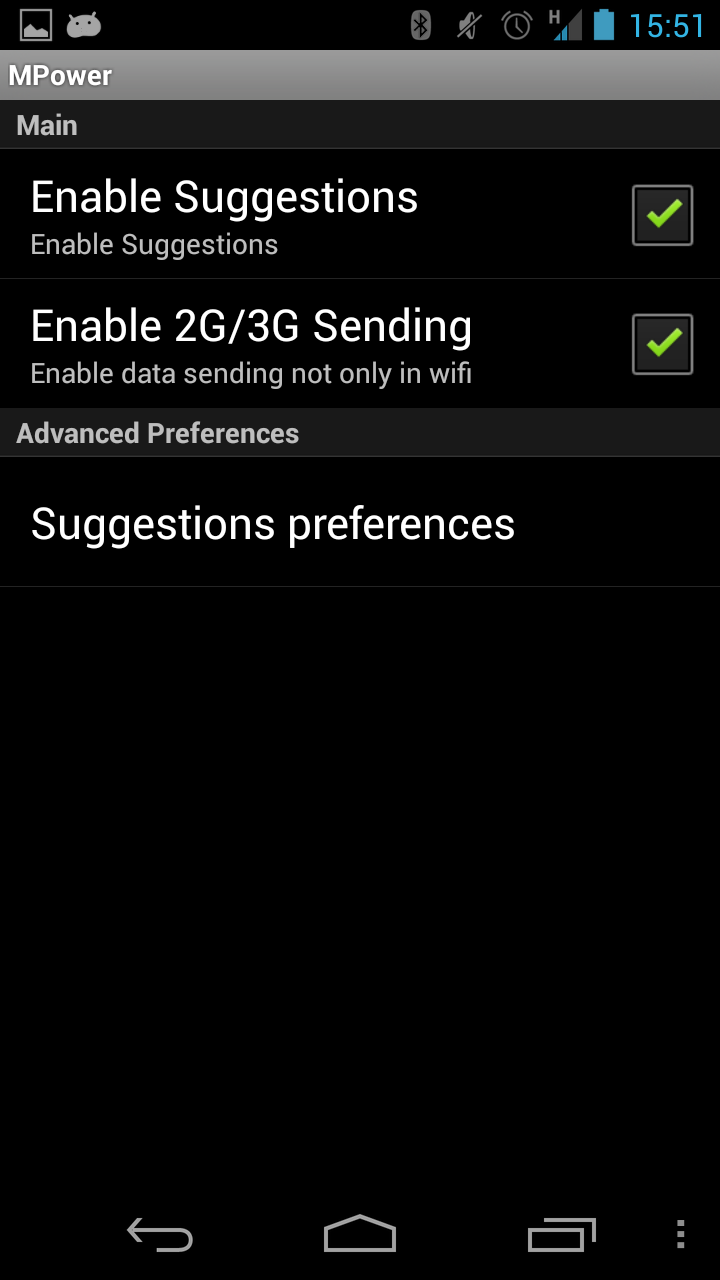 H 15:51
MPower
Main
Enable Suggestions
Enable Suggestions
Enable 2G/3G Sending
Enable data sending not only in wifi
Advanced Preferences
Suggestions preferences